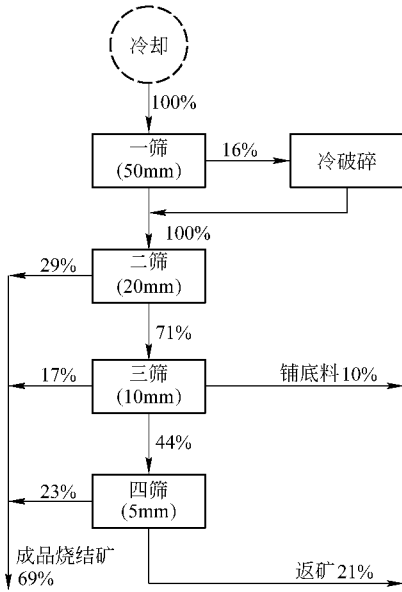 冷却
100%
一筛
(50mm)
16%
冷破碎
100%
29%
二筛
(20mm)
71%
17%
三筛
(10mm)
铺底料10%
44%
23%
四筛
(5mm)
成品烧结矿
69%
返矿21%